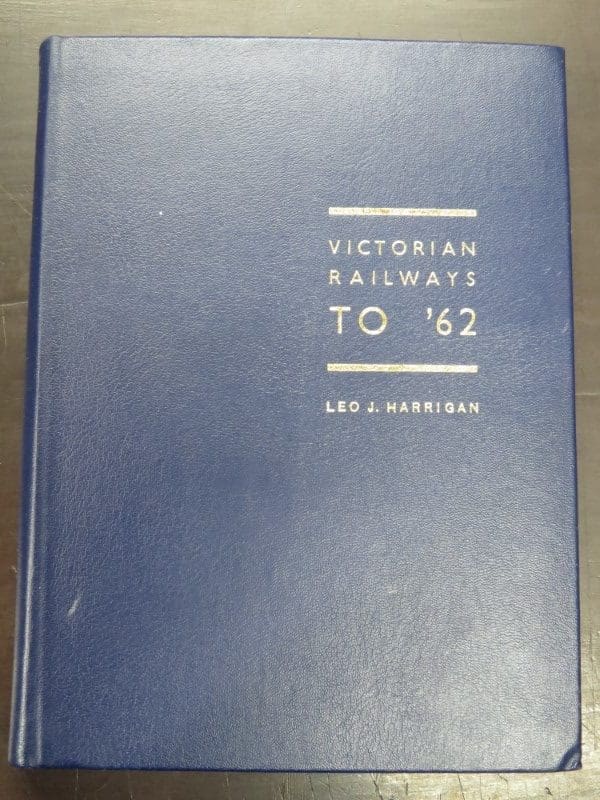 VICTORIAN
RAILWAYS
TO '62
LEO J. HARRIGAN